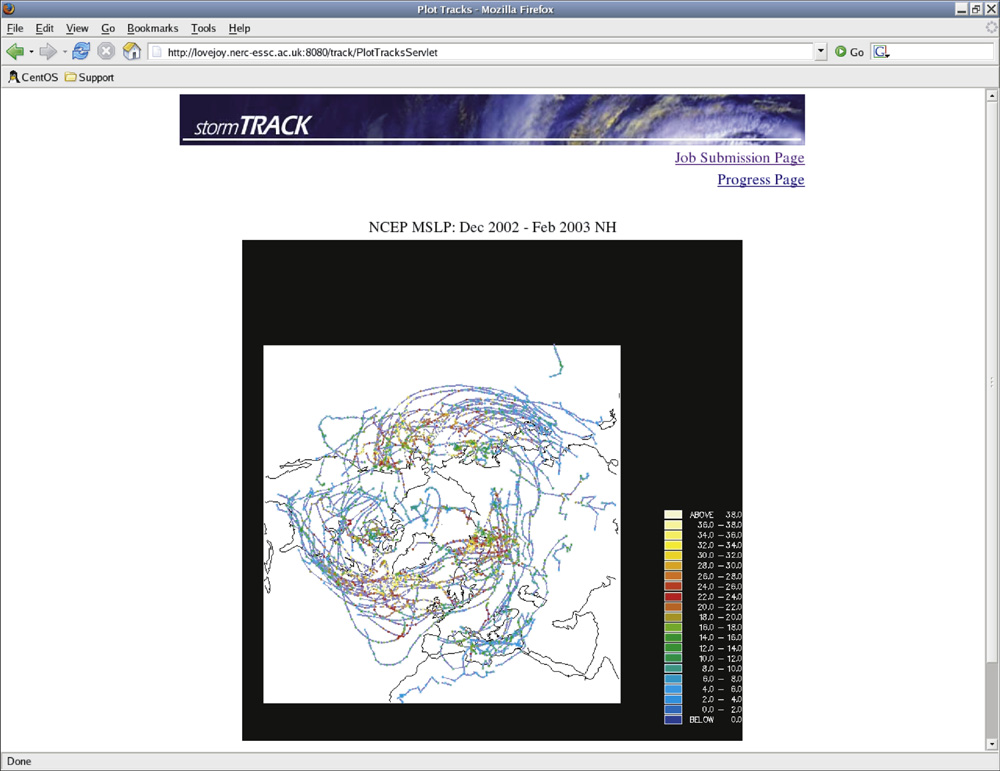 Plot Tracks - Mozilla Firefox
File Edit View Go Bookmarks Tools Help
http://lovejoy.nerc-essc.ac.uk:8080/track/PlotTracksServlet
Go
G
CentOS Support
stormTRACK
Job Submission Page
Progress Page
NCEP MSLP: Dec 2002 - Feb 2003 NH
ABOVE 38.0
36.0 – 38.0
34.0 – 36.0
32.0 – 34.0
30.0 – 32.0
28.0 – 30.0
26.0 – 28.0
24.0 – 26.0
22.0 – 24.0
20.0 – 22.0
18.0 – 20.0
16.0 – 18.0
14.0 – 16.0
12.0 – 14.0
10.0 – 12.0
8.0 – 10.0
6.0 – 8.0
4.0 – 6.0
2.0 – 4.0
0.0 – 2.0
BELOW 0.0
Done